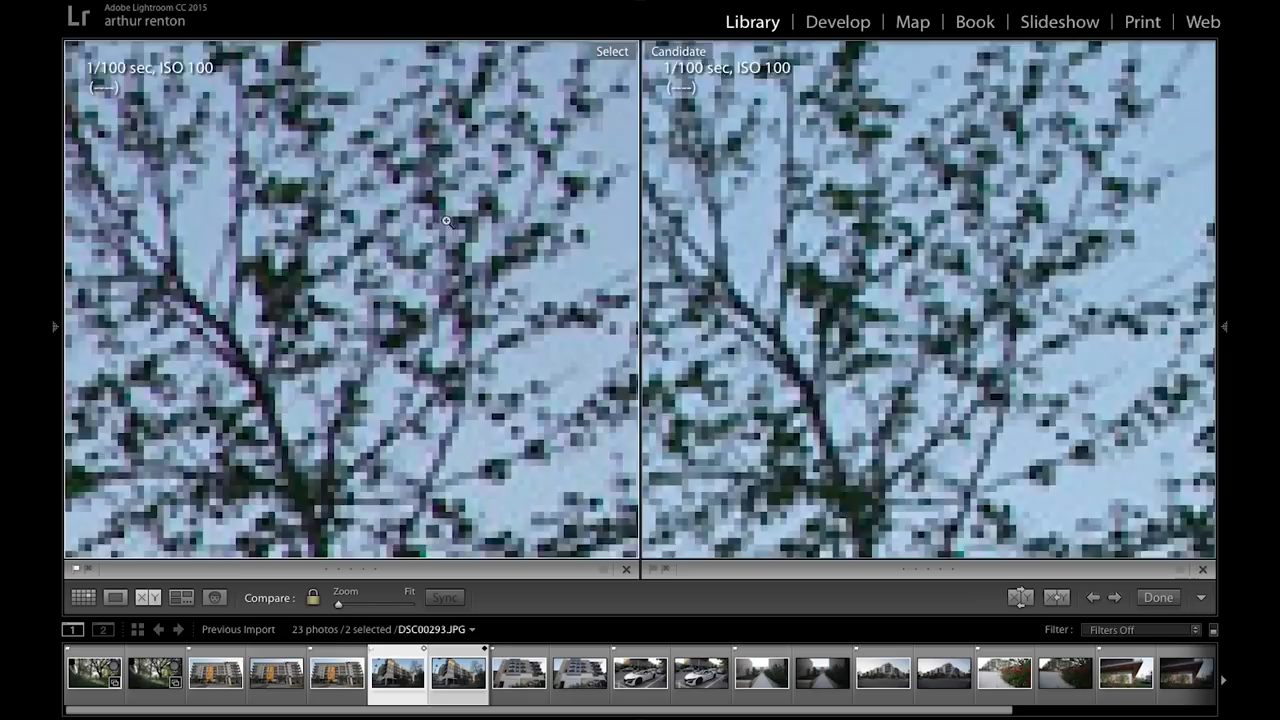 Lr
Adobe Lightroom CC 2015
arthur renton
Library | Develop | Map | Book | Slideshow | Print | Web
Select
1/100 sec, ISO 100
(----)
Candidate
1/100 sec, ISO 100
(----)
X Y
Compare :
Zoom
Fit
Sync
Done
1
2
Previous Import
23 photos /2 selected /DSC00293.JPG
Filter :
Filters Off